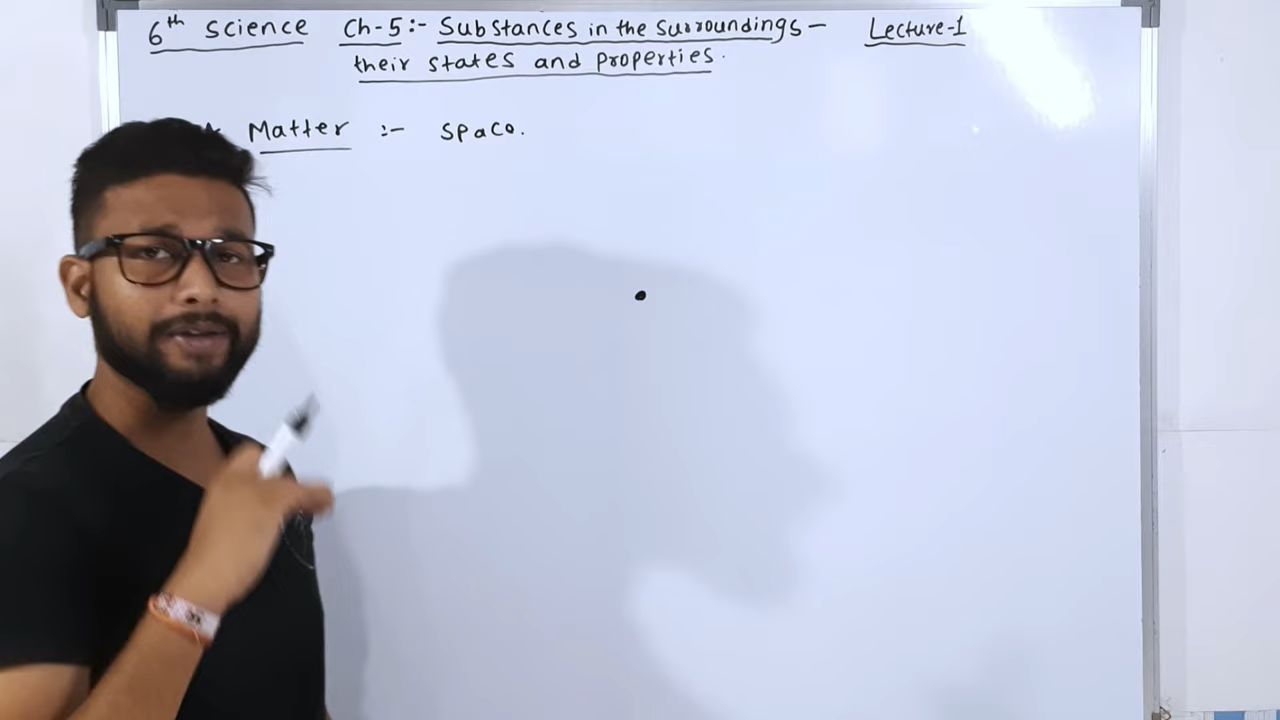 6th Science Ch-5:- Substances in the Surroundings - Lecture-1
their states and properties.
Matter :- Space.